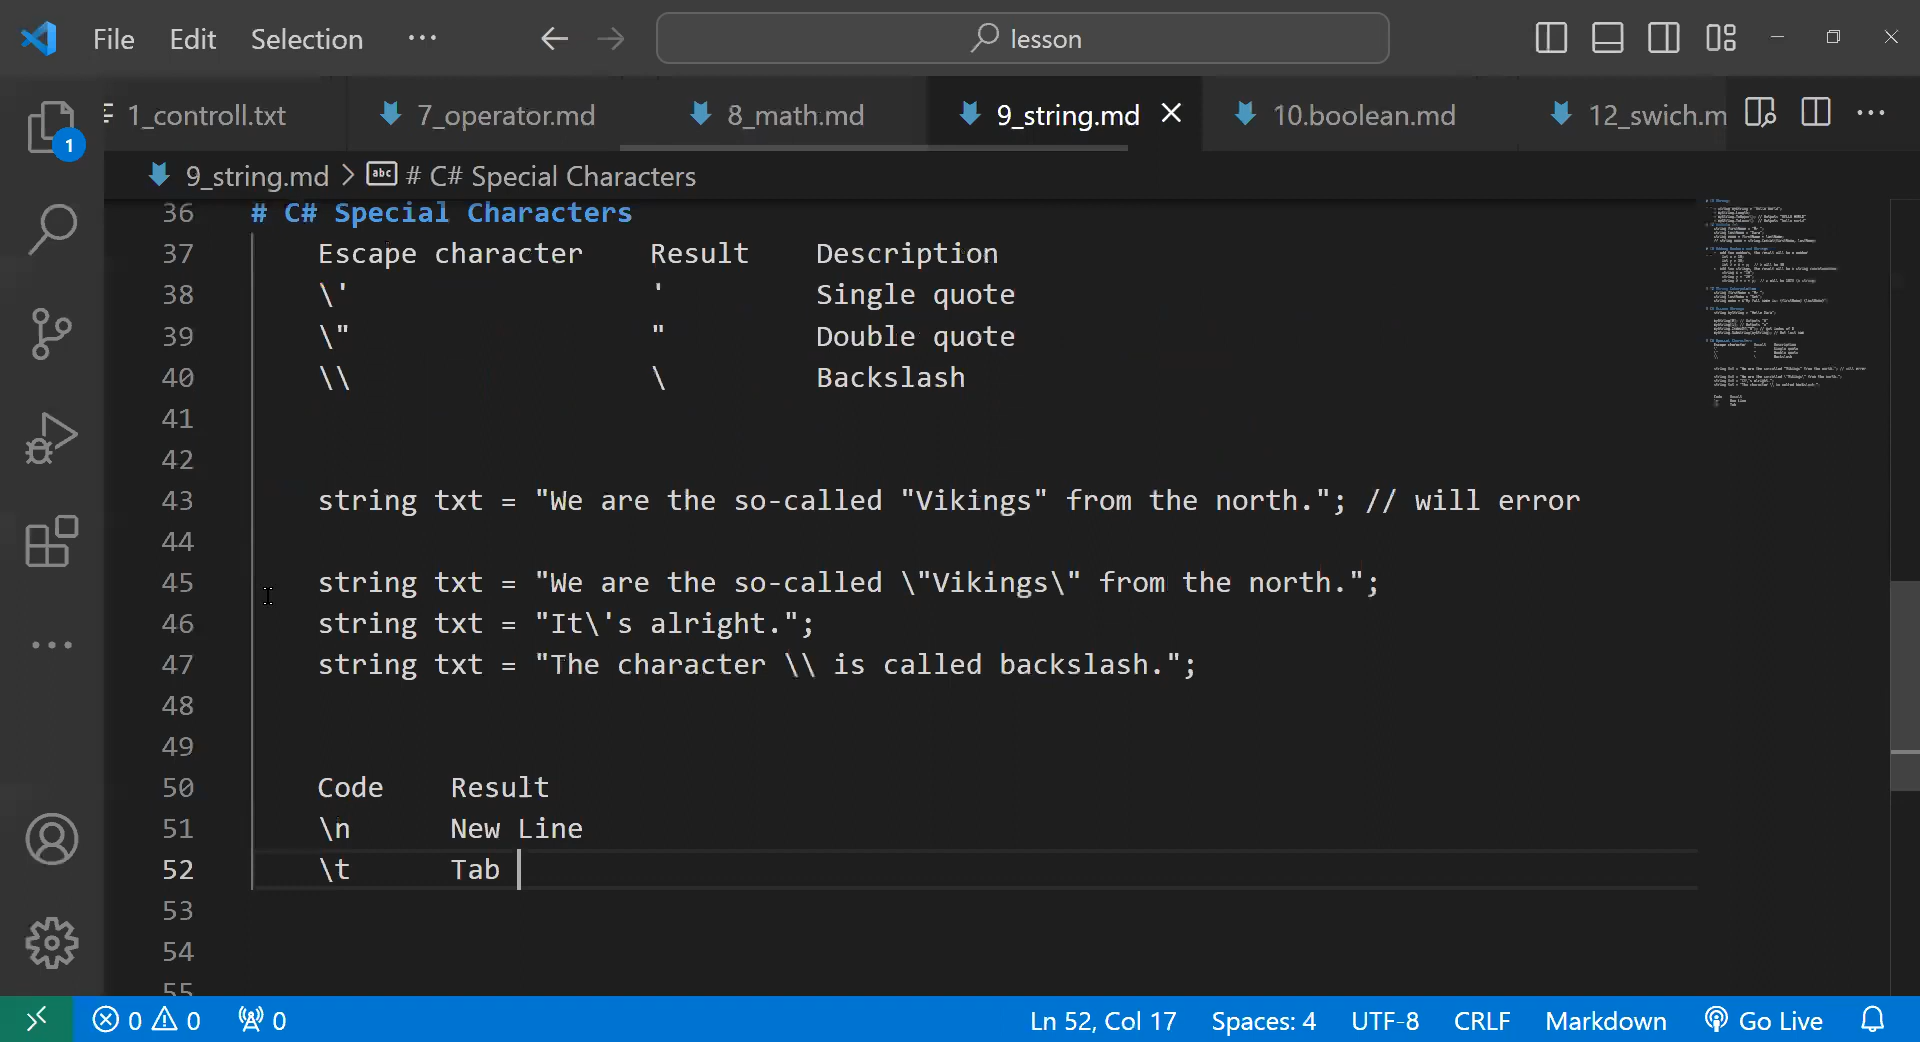 File Edit Selection ··· lesson
1_controll.txt 7_operator.md 8_math.md 9_string.md 10.boolean.md 12_swich.m
9_string.md > # C# Special Characters
36 # C# Special Characters
37 Escape character Result Description
38 \' ' Single quote
39 \" " Double quote
40 \\ \ Backslash
41
42
43 string txt = "We are the so-called "Vikings" from the north."; // will error
44
45 string txt = "We are the so-called \"Vikings\" from the north.";
46 string txt = "It\'s alright.";
47 string txt = "The character \\ is called backslash.";
48
49
50 Code Result
51 \n New Line
52 \t Tab
53
54
55
1
0 0 0 Ln 52, Col 17 Spaces: 4 UTF-8 CRLF Markdown Go Live